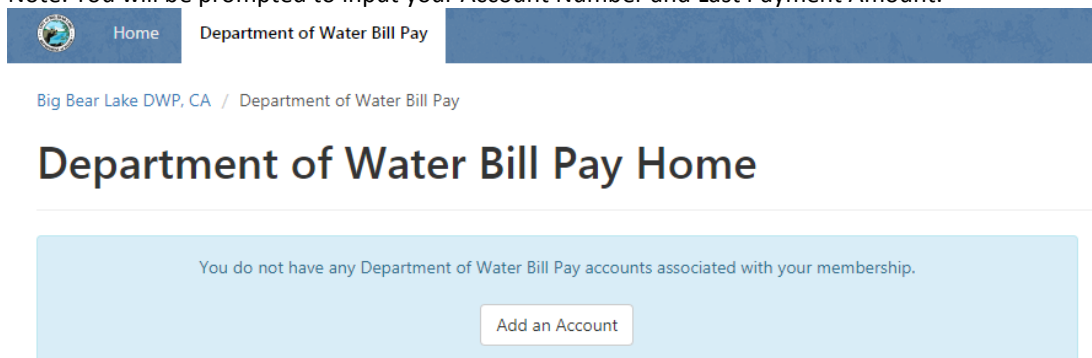 Note: You will be prompted to input your Account Number and Last Payment Amount.
Home Department of Water Bill Pay
Big Bear Lake DWP, CA / Department of Water Bill Pay
Department of Water Bill Pay Home
You do not have any Department of Water Bill Pay accounts associated with your membership.
Add an Account